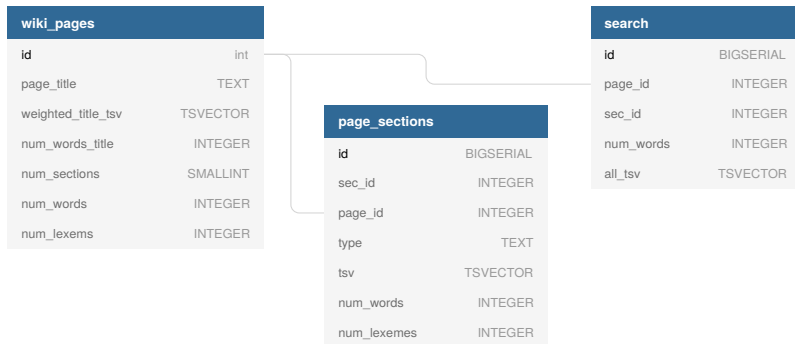 wiki_pages
id int
page_title TEXT
weighted_title_tsv TSVECTOR
num_words_title INTEGER
num_sections SMALLINT
num_words INTEGER
num_lexems INTEGER
page_sections
id BIGSERIAL
sec_id INTEGER
page_id INTEGER
type TEXT
tsv TSVECTOR
num_words INTEGER
num_lexemes INTEGER
search
id BIGSERIAL
page_id INTEGER
sec_id INTEGER
num_words INTEGER
all_tsv TSVECTOR